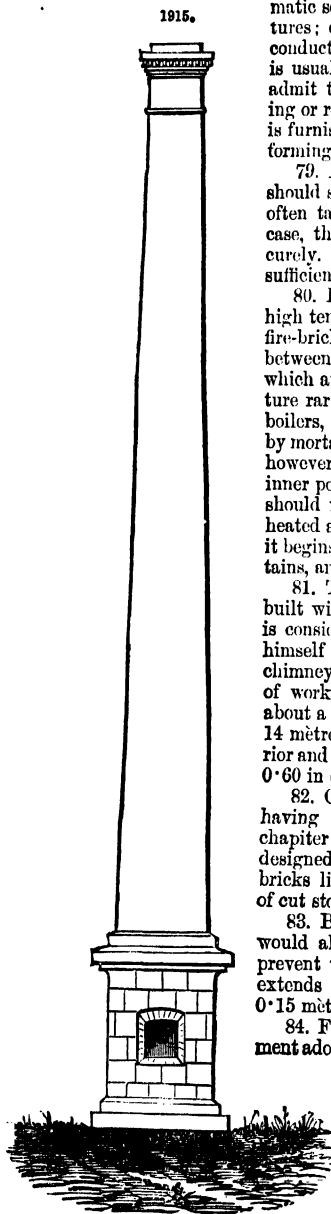 1915.
matic s
tures;
conduct
is usua
admit t
ing or r
is furnis
forming
79.
should s
often ta
case, th
curely.
sufficien
80.
high ten
fire-bric
between
which a
ture rar
boilers,
by morta
however
inner po
should
heated a
it begins
tains, an
81. T
built wi
is consid
himself
chimney
of work
about a
14 mètre
rior and
0·60 in
82. C
having
chapiter
designed
bricks li
of cut sto
83. B
would al
prevent
extends
0·15 mèt
84. F
ment ado